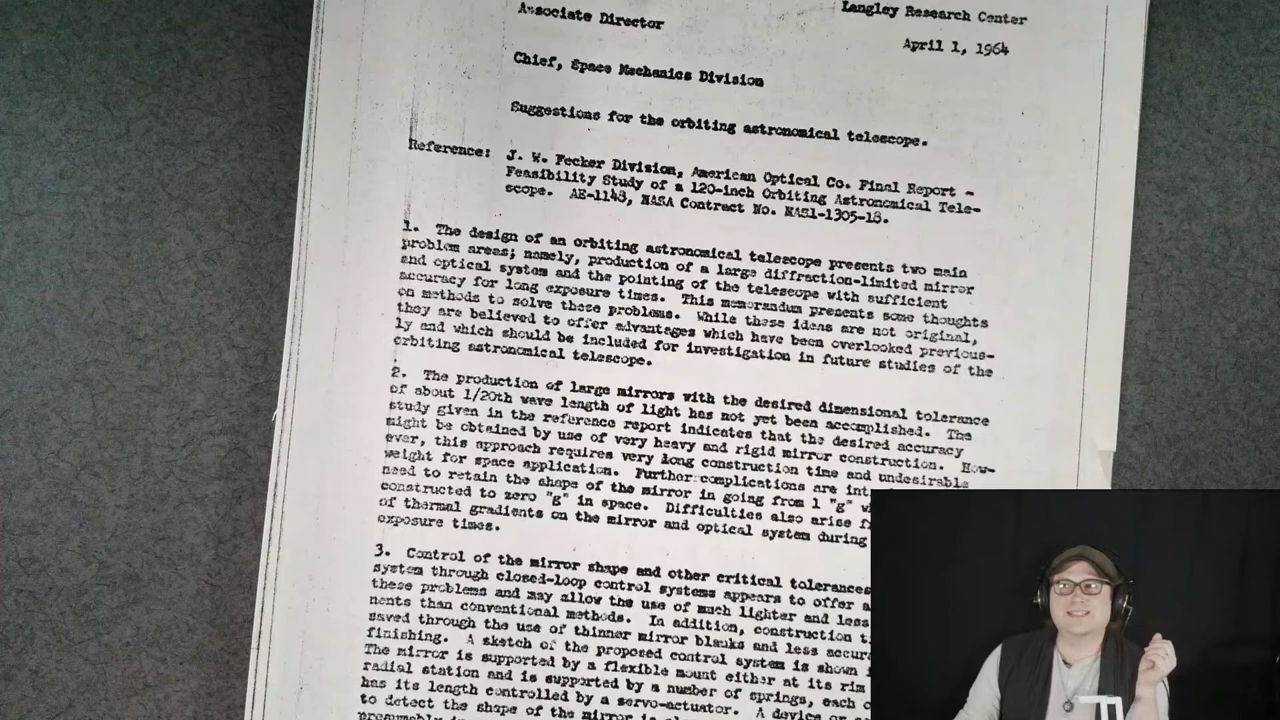 Associate Director
Langley Research Center
April 1, 1964
Chief, Space Mechanics Division
Suggestions for the orbiting astronomical telescope.
Reference: J. W. Fecker Division, American Optical Co. Final Report -
Feasibility Study of a 120-inch Orbiting Astronomical Tele-
scope. AE-1148, NASA Contract No. NAS1-1305-18.
1. The design of an orbiting astronomical telescope presents two main
problem areas; namely, production of a large diffraction-limited mirror
and optical system and the pointing of the telescope with sufficient
accuracy for long exposure times. This memorandum presents some thoughts
on methods to solve these problems. While these ideas are not original,
they are believed to offer advantages which have been overlooked previous-
ly and which should be included for investigation in future studies of the
orbiting astronomical telescope.
2. The production of large mirrors with the desired dimensional tolerance
of about 1/20th wave length of light has not yet been accomplished. The
study given in the reference report indicates that the desired accuracy
might be obtained by use of very heavy and rigid mirror construction. How-
ever, this approach requires very long construction time and undesirable
weight for space application. Further complications are
need to retain the shape of the mirror in going from 1 "g"
constructed to zero "g" in space. Difficulties also arise
of thermal gradients on the mirror and optical system during
exposure times.
3. Control of the mirror shape and other critical tolerances
system through closed-loop control systems appears to offer
these problems and may allow the use of much lighter and less
nents than conventional methods. In addition, construction
saved through the use of thinner mirror blanks and less
finishing. A sketch of the proposed control system is shown
The mirror is supported by a flexible mount either at its rim
radial station and is supported by a number of springs, each
has its length controlled by a servo-actuator. A device or
to detect the shape of the mirror is